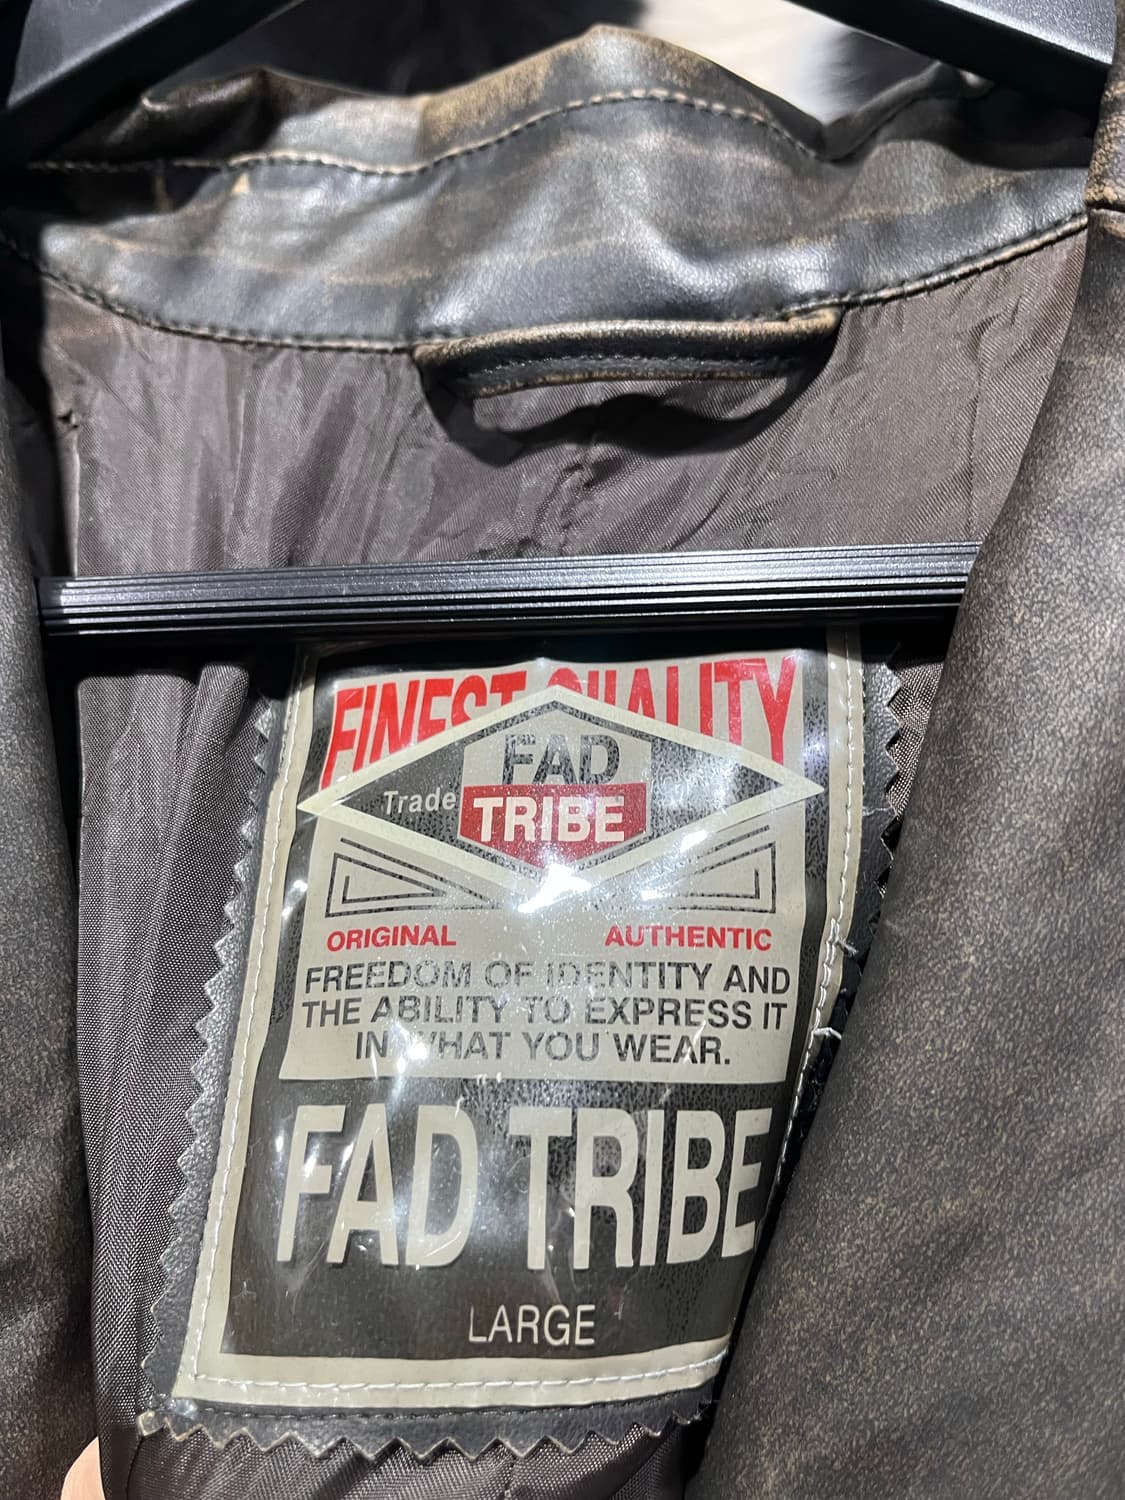 FINEST QUALITY
FAD
Trade
TRIBE
ORIGINAL AUTHENTIC
FREEDOM OF IDENTITY AND
THE ABILITY TO EXPRESS IT
IN WHAT YOU WEAR.
FAD TRIBE
LARGE